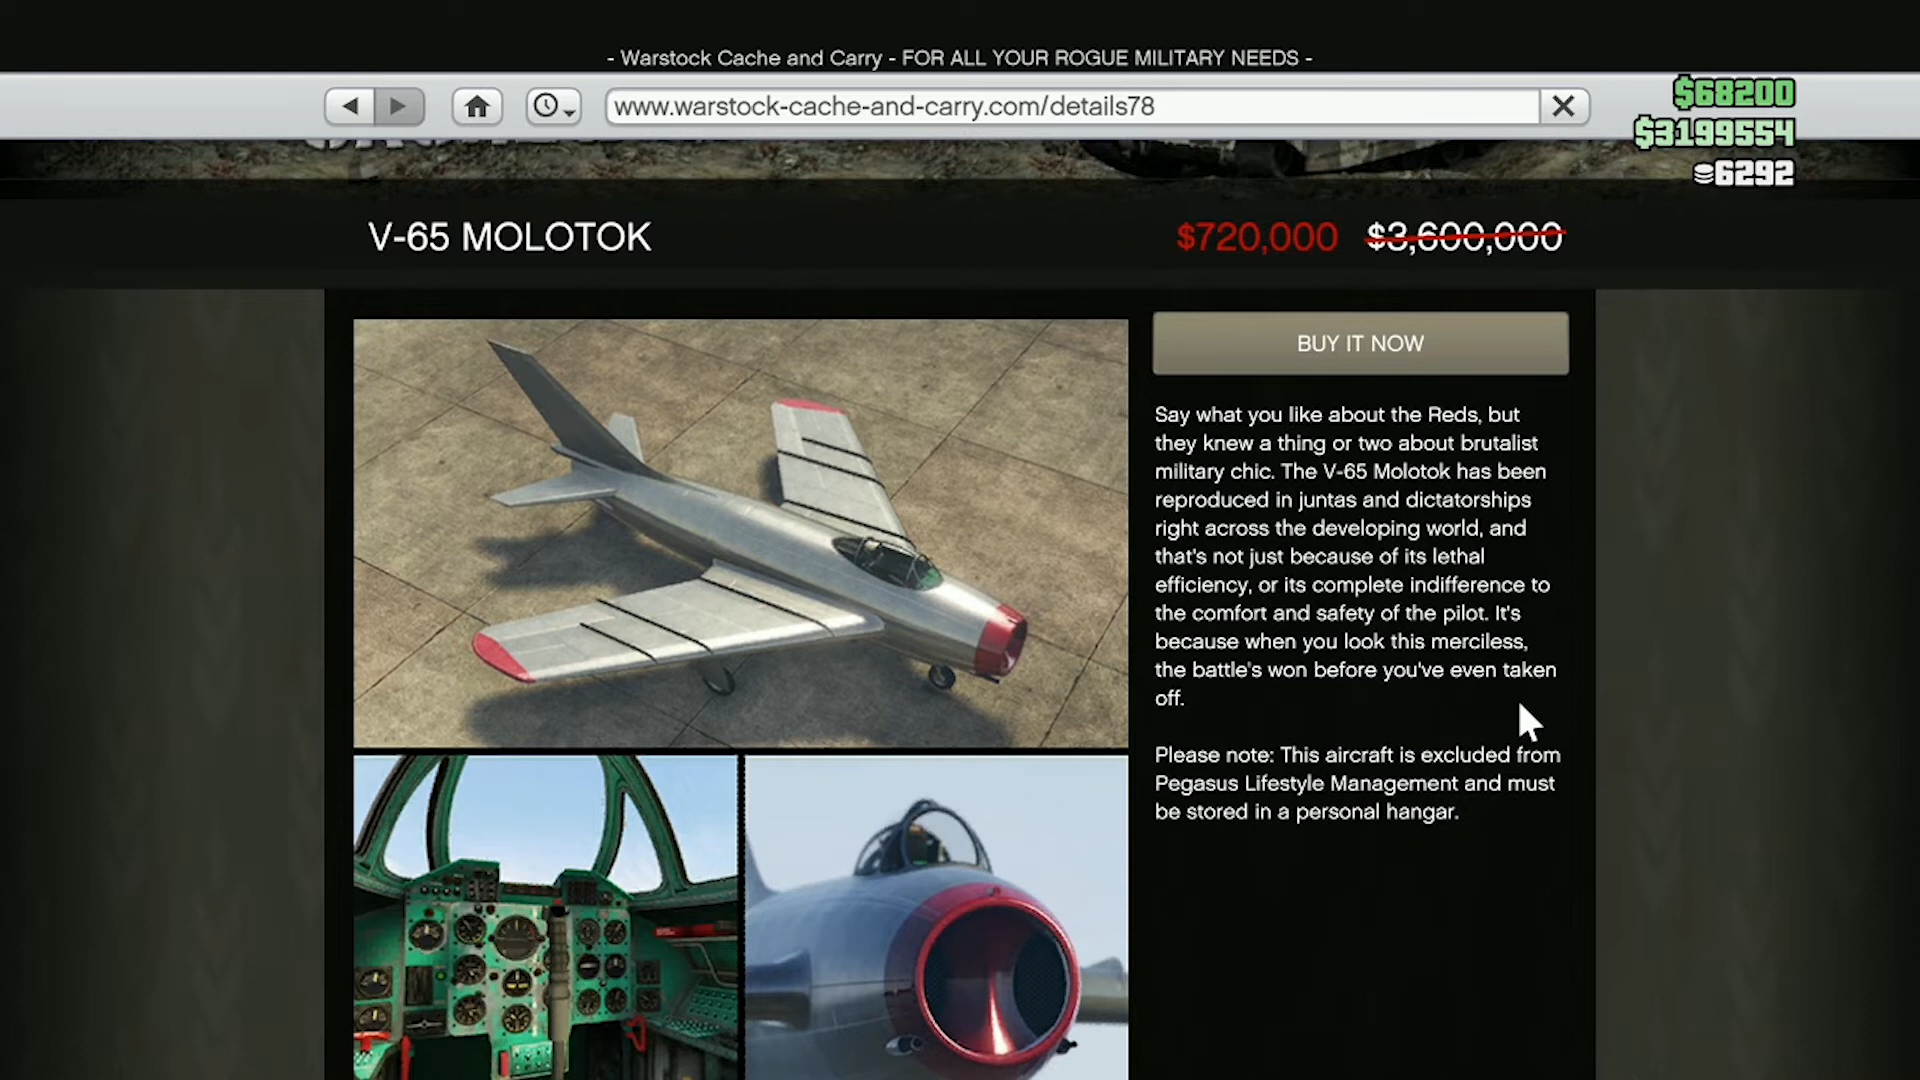 - Warstock Cache and Carry - FOR ALL YOUR ROGUE MILITARY NEEDS -
www.warstock-cache-and-carry.com/details78
$68200
$3199554
6292
V-65 MOLOTOK
$720,000 $3,600,000
BUY IT NOW
Say what you like about the Reds, but
they knew a thing or two about brutalist
military chic. The V-65 Molotok has been
reproduced in juntas and dictatorships
right across the developing world, and
that's not just because of its lethal
efficiency, or its complete indifference to
the comfort and safety of the pilot. It's
because when you look this merciless,
the battle's won before you've even taken
off.
Please note: This aircraft is excluded from
Pegasus Lifestyle Management and must
be stored in a personal hangar.